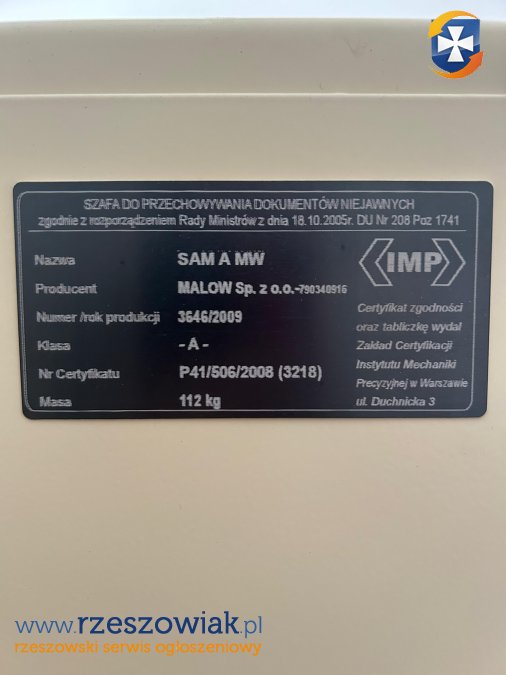 SZAFA DO PRZECHOWYWANIA DOKUMENTÓW NIEJAWNYCH
zgodnie z rozporządzeniem Rady Ministrów z dnia 18.10.2005r. DU Nr 208 Poz 1741
Nazwa SAM A MW
Producent MALOW Sp. z o.o.-790340916
Numer /rok produkcji 3646/2009
Klasa - A -
Nr Certyfikatu P41/506/2008 (3218)
Masa 112 kg
IMP
Certyfikat zgodności
oraz tabliczkę wydał
Zakład Certyfikacji
Instytutu Mechaniki
Precyzyjnej w Warszawie
ul. Duchnicka 3
www.rzeszowiak.pl
rzeszowski serwis ogłoszeniowy